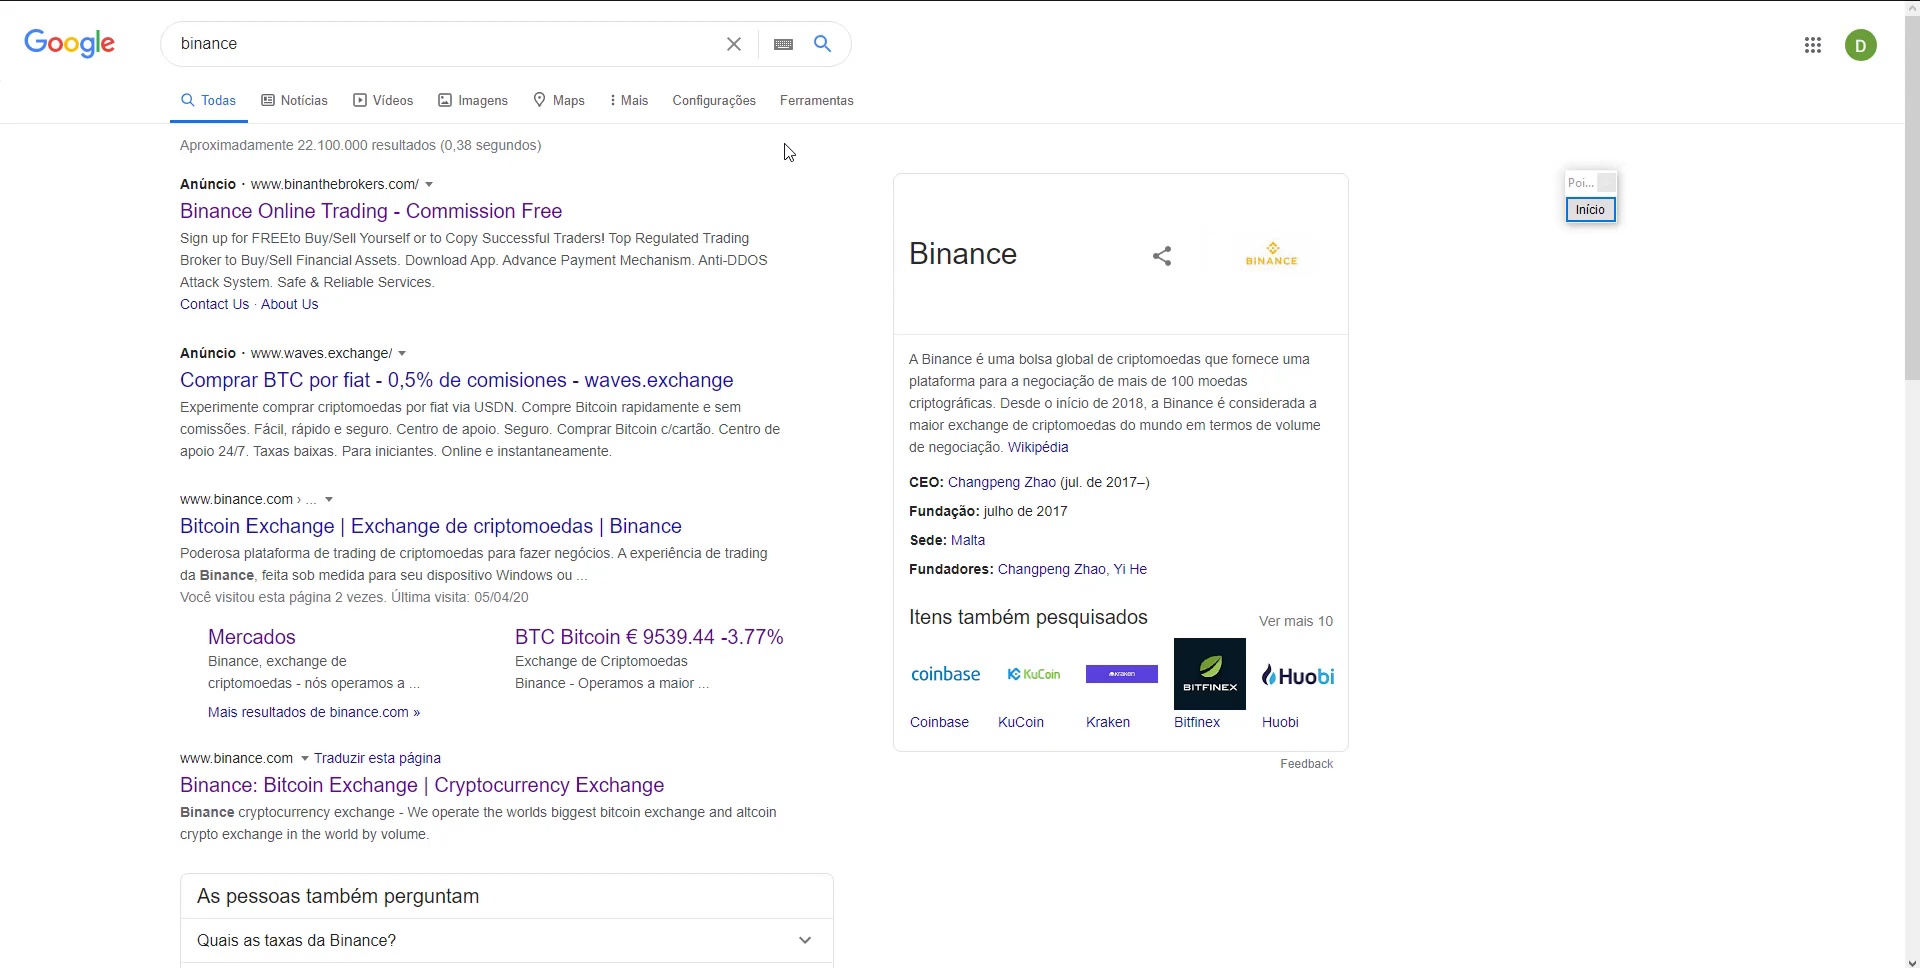 Google
binance
Todas
Notícias
Vídeos
Imagens
Maps
Mais
Configurações
Ferramentas
D
Aproximadamente 22.100.000 resultados (0,38 segundos)
Anúncio · www.binanthebrokers.com/
Binance Online Trading - Commission Free
Sign up for FREEto Buy/Sell Yourself or to Copy Successful Traders! Top Regulated Trading
Broker to Buy/Sell Financial Assets. Download App. Advance Payment Mechanism. Anti-DDOS
Attack System. Safe & Reliable Services.
Contact Us · About Us
Anúncio · www.waves.exchange/
Comprar BTC por fiat - 0,5% de comisiones - waves.exchange
Experimente comprar criptomoedas por fiat via USDN. Compre Bitcoin rapidamente e sem
comissões. Fácil, rápido e seguro. Centro de apoio. Seguro. Comprar Bitcoin c/cartão. Centro de
apoio 24/7. Taxas baixas. Para iniciantes. Online e instantaneamente.
www.binance.com › ...
Bitcoin Exchange | Exchange de criptomoedas | Binance
Poderosa plataforma de trading de criptomoedas para fazer negócios. A experiência de trading
da Binance, feita sob medida para seu dispositivo Windows ou ...
Você visitou esta página 2 vezes. Última visita: 05/04/20
Mercados
Binance, exchange de
criptomoedas - nós operamos a ...
BTC Bitcoin € 9539.44 -3.77%
Exchange de Criptomoedas
Binance - Operamos a maior ...
Mais resultados de binance.com »
www.binance.com Traduzir esta página
Binance: Bitcoin Exchange | Cryptocurrency Exchange
Binance cryptocurrency exchange - We operate the worlds biggest bitcoin exchange and altcoin
crypto exchange in the world by volume.
As pessoas também perguntam
Quais as taxas da Binance?
Binance
BINANCE
A Binance é uma bolsa global de criptomoedas que fornece uma
plataforma para a negociação de mais de 100 moedas
criptográficas. Desde o início de 2018, a Binance é considerada a
maior exchange de criptomoedas do mundo em termos de volume
de negociação. Wikipédia
CEO: Changpeng Zhao (jul. de 2017–)
Fundação: julho de 2017
Sede: Malta
Fundadores: Changpeng Zhao, Yi He
Itens também pesquisados
Ver mais 10
coinbase
KuCoin
kraken
BITFINEX
Huobi
Coinbase
KuCoin
Kraken
Bitfinex
Huobi
Feedback
Poi...
Início